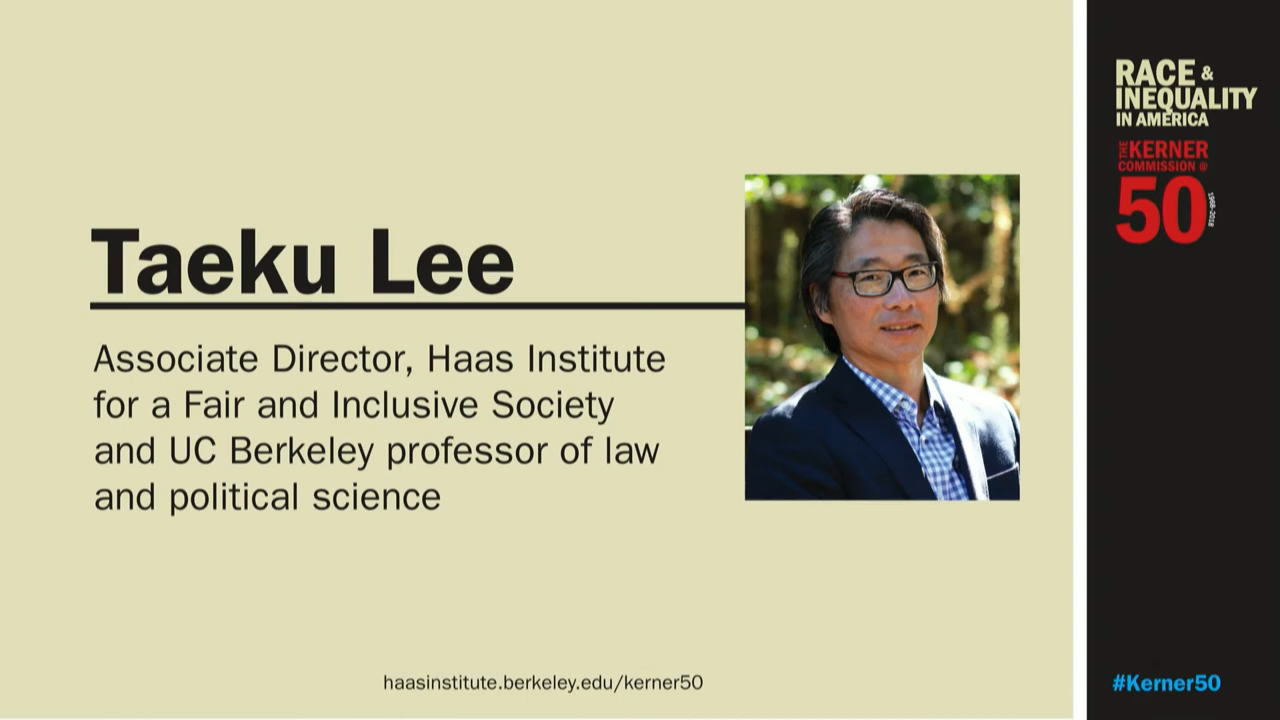 Taeku Lee
Associate Director, Haas Institute
for a Fair and Inclusive Society
and UC Berkeley professor of law
and political science
haasinstitute.berkeley.edu/kerner50
RACE &
INEQUALITY
IN AMERICA
THE KERNER
COMMISSION @
50
1968-2018
#Kerner50